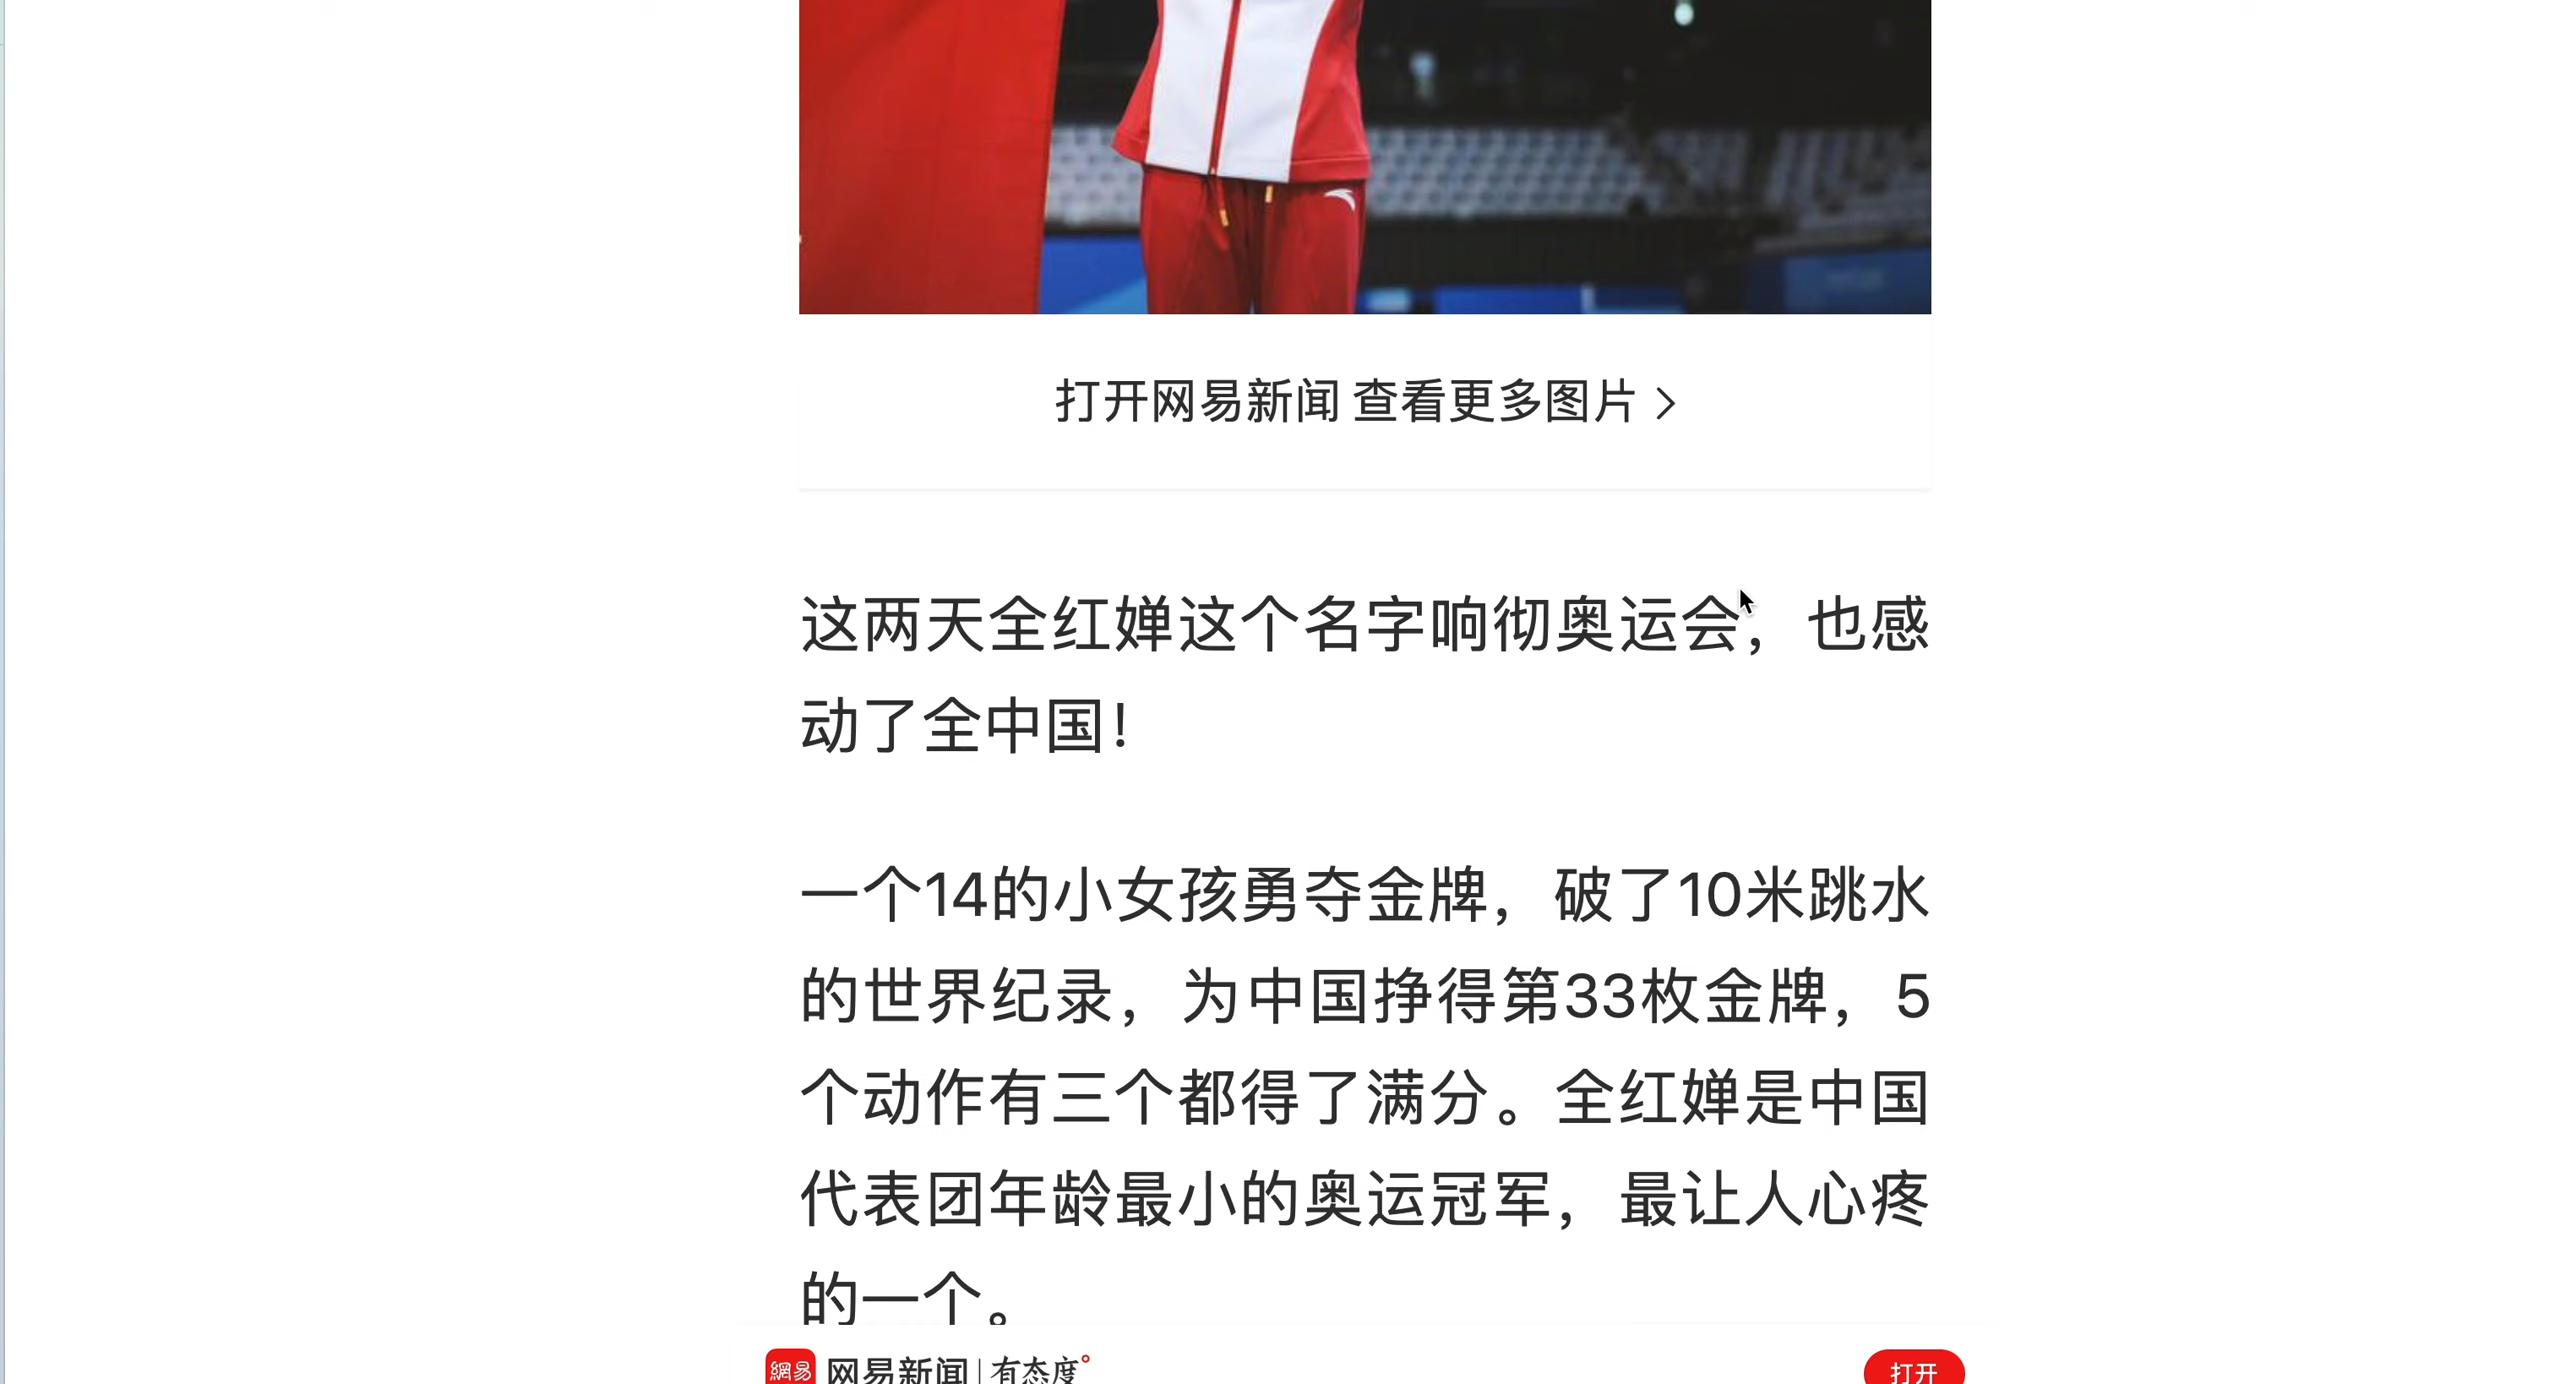 打开网易新闻 查看更多图片 >
这两天全红婵这个名字响彻奥运会，也感
动了全中国！
一个14的小女孩勇夺金牌，破了10米跳水
的世界纪录，为中国挣得第33枚金牌，5
个动作有三个都得了满分。全红婵是中国
代表团年龄最小的奥运冠军，最让人心疼
的一个。
網易 网易新闻 | 有态度°
打开